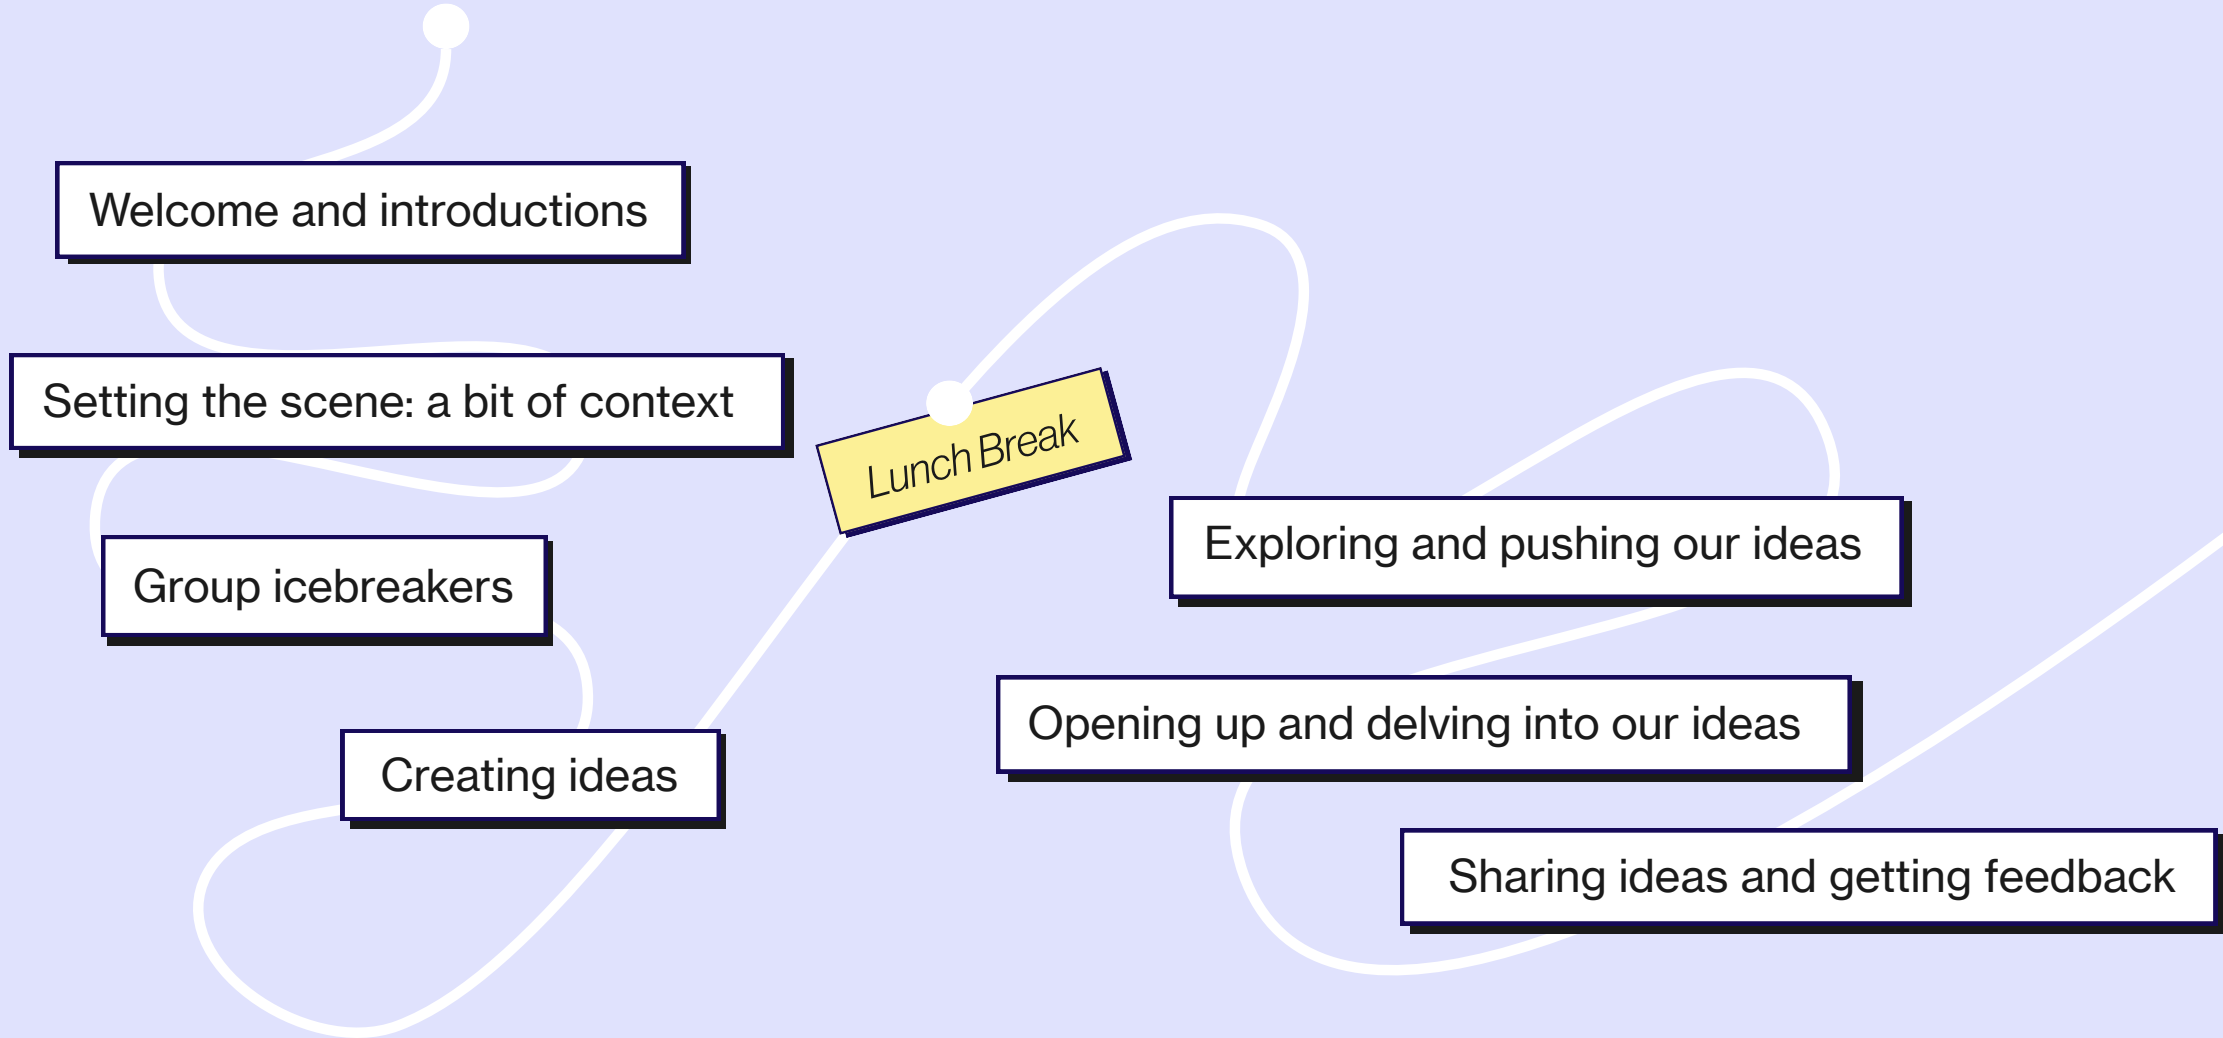 Welcome and introductions
Setting the scene: a bit of context
Group icebreakers
Creating ideas
Lunch Break
Exploring and pushing our ideas
Opening up and delving into our ideas
Sharing ideas and getting feedback